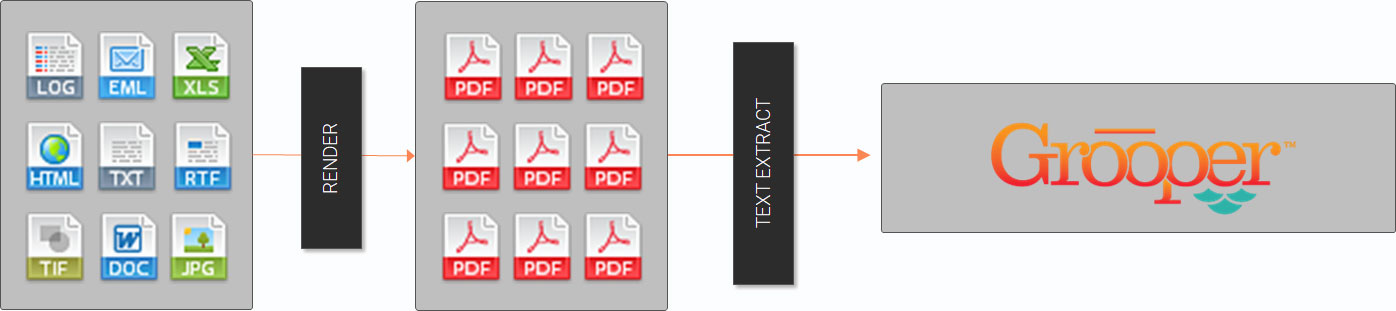 LOG EML XLS
HTML TXT RTF
TIF DOC JPG
RENDER
PDF PDF PDF
PDF PDF PDF
PDF PDF PDF
TEXT EXTRACT
Grooper™